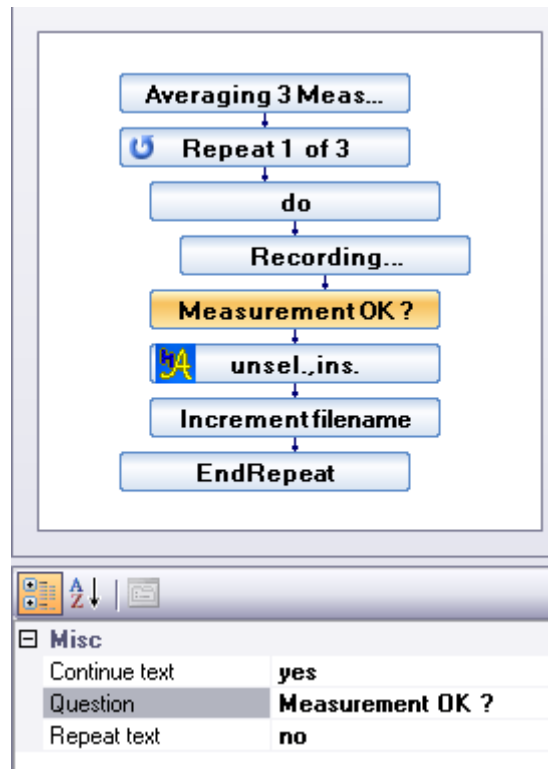 Averaging 3 Meas...
Repeat 1 of 3
do
Recording...
Measurement OK ?
unsel.,ins.
Increment filename
EndRepeat
Misc
Continue text yes
Question Measurement OK ?
Repeat text no